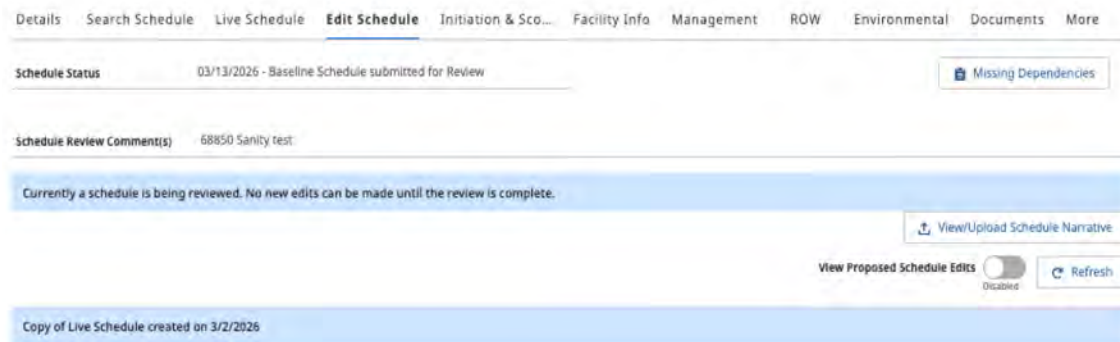 Details Search Schedule Live Schedule Edit Schedule Initiation & Sco... Facility Info Management ROW Environmental Documents More
Schedule Status 03/13/2026 - Baseline Schedule submitted for Review Missing Dependencies
Schedule Review Comment(s) 68850 Sanity test
Currently a schedule is being reviewed. No new edits can be made until the review is complete.
View/Upload Schedule Narrative
View Proposed Schedule Edits Refresh
Disabled
Copy of Live Schedule created on 3/2/2026